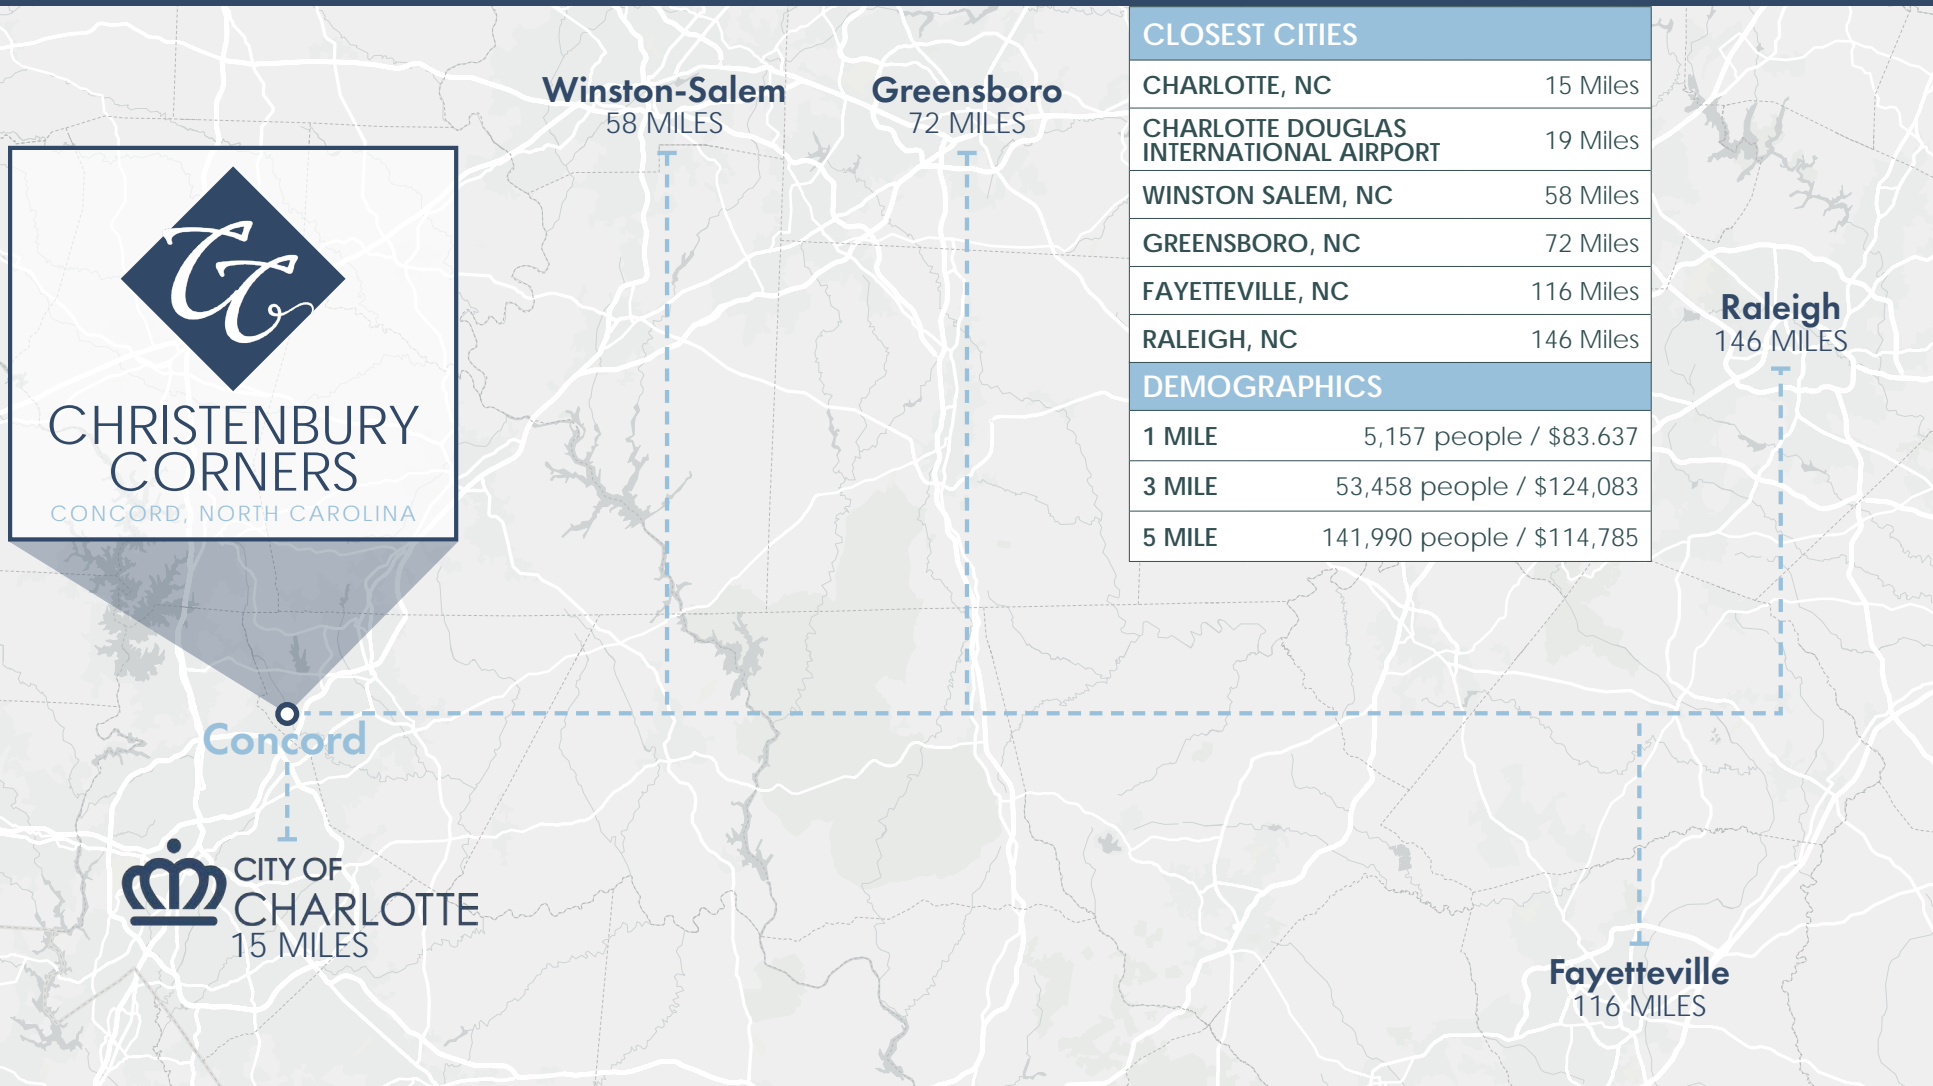 CLOSEST CITIES
CHARLOTTE, NC 15 Miles
CHARLOTTE DOUGLAS
INTERNATIONAL AIRPORT 19 Miles
WINSTON SALEM, NC 58 Miles
GREENSBORO, NC 72 Miles
FAYETTEVILLE, NC 116 Miles
RALEIGH, NC 146 Miles
DEMOGRAPHICS
1 MILE 5,157 people / $83.637
3 MILE 53,458 people / $124,083
5 MILE 141,990 people / $114,785
Winston-Salem
58 MILES
Greensboro
72 MILES
Raleigh
146 MILES
CC
CHRISTENBURY
CORNERS
CONCORD, NORTH CAROLINA
Concord
CITY OF
CHARLOTTE
15 MILES
Fayetteville
116 MILES